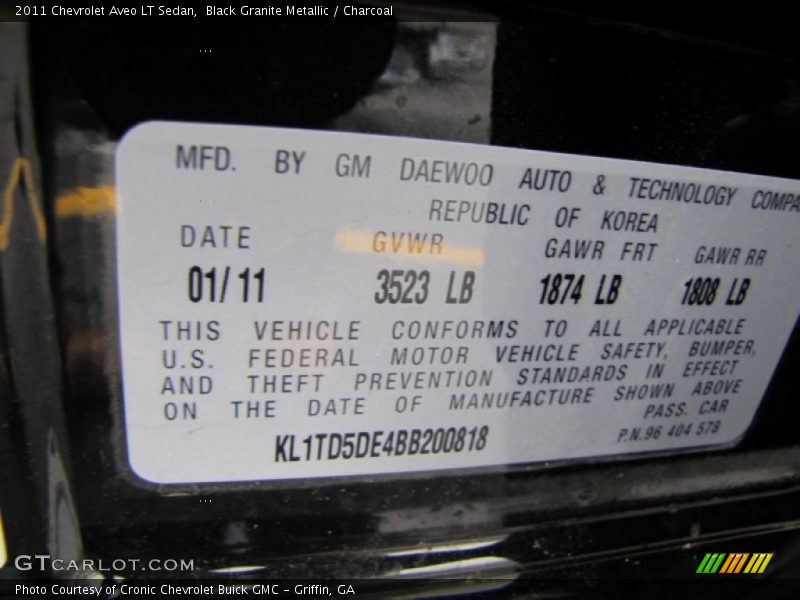 2011 Chevrolet Aveo LT Sedan, Black Granite Metallic / Charcoal
MFD. BY GM DAEWOO AUTO & TECHNOLOGY COMPA
REPUBLIC OF KOREA
DATE GVWR GAWR FRT GAWR RR
01/11 3523 LB 1874 LB 1808 LB
THIS VEHICLE CONFORMS TO ALL APPLICABLE
U.S. FEDERAL MOTOR VEHICLE SAFETY, BUMPER,
AND THEFT PREVENTION STANDARDS IN EFFECT
ON THE DATE OF MANUFACTURE SHOWN ABOVE
PASS. CAR
KL1TD5DE4BB200818 P.N.96 404 578
GTCARLOT.COM
Photo Courtesy of Cronic Chevrolet Buick GMC - Griffin, GA